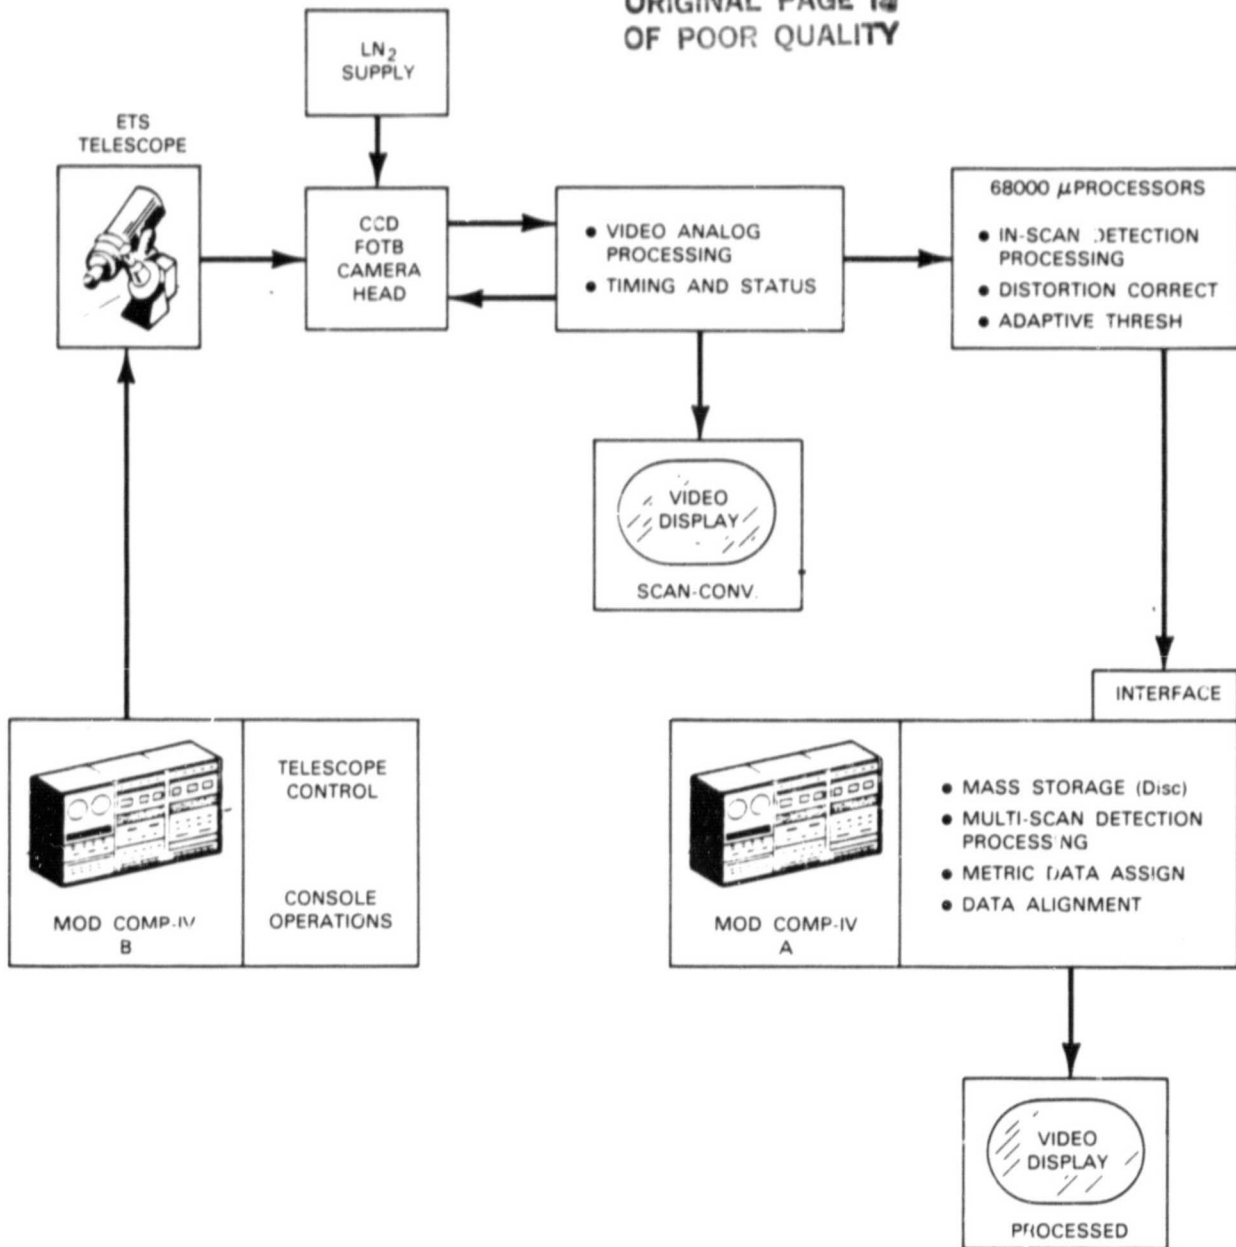 ORIGINAL PAGE IS
OF POOR QUALITY
LN2
SUPPLY
ETS
TELESCOPE
CCD
FOTB
CAMERA
HEAD
• VIDEO ANALOG
PROCESSING
• TIMING AND STATUS
68000 μPROCESSORS
• IN-SCAN DETECTION
PROCESSING
• DISTORTION CORRECT
• ADAPTIVE THRESH
VIDEO
DISPLAY
SCAN-CONV.
INTERFACE
MOD COMP-IV
B
TELESCOPE
CONTROL
CONSOLE
OPERATIONS
MOD COMP-IV
A
• MASS STORAGE (Disc)
• MULTI-SCAN DETECTION
PROCESSING
• METRIC DATA ASSIGN
• DATA ALIGNMENT
VIDEO
DISPLAY
PROCESSED